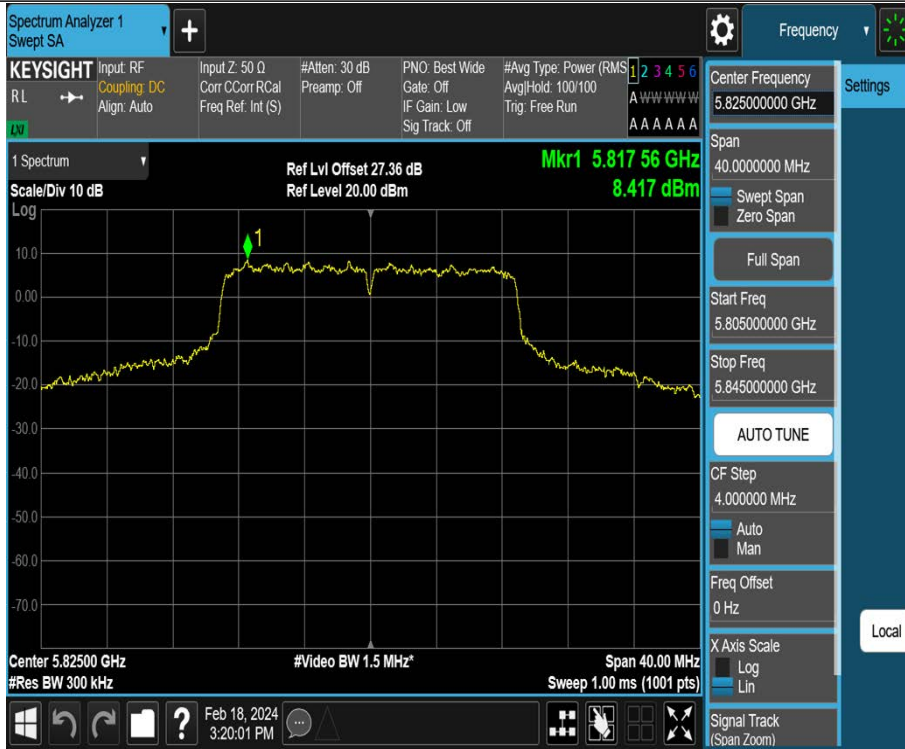 Spectrum Analyzer 1
Swept SA
+
Frequency
KEYSIGHT
R L
LXI
Input: RF
Coupling: DC
Align: Auto
Input Z: 50 Ω
Corr CCorr RCal
Freq Ref: Int (S)
#Atten: 30 dB
Preamp: Off
PNO: Best Wide
Gate: Off
IF Gain: Low
Sig Track: Off
#Avg Type: Power (RMS
Avg|Hold: 100/100
Trig: Free Run
1 2 3 4 5 6
A W W W W W
A A A A A A
1 Spectrum
Scale/Div 10 dB
Log
Ref Lvl Offset 27.36 dB
Ref Level 20.00 dBm
Mkr1 5.817 56 GHz
8.417 dBm
1
10.0
0.00
-10.0
-20.0
-30.0
-40.0
-50.0
-60.0
-70.0
Center 5.82500 GHz
#Res BW 300 kHz
#Video BW 1.5 MHz*
Span 40.00 MHz
Sweep 1.00 ms (1001 pts)
Feb 18, 2024
3:20:01 PM
?
Center Frequency
5.825000000 GHz
Settings
Span
40.0000000 MHz
Swept Span
Zero Span
Full Span
Start Freq
5.805000000 GHz
Stop Freq
5.845000000 GHz
AUTO TUNE
CF Step
4.000000 MHz
Auto
Man
Freq Offset
0 Hz
X Axis Scale
Log
Lin
Local
Signal Track
(Span Zoom)